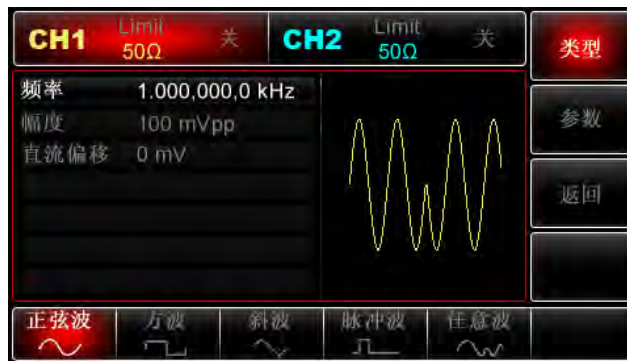 CH1 Limit 50Ω 关 CH2 Limit 50Ω 关
类型
频率 1.000,000,0 kHz
幅度 100 mVpp
参数
直流偏移 0 mV
返回
正弦波 方波 斜波 脉冲波 任意波